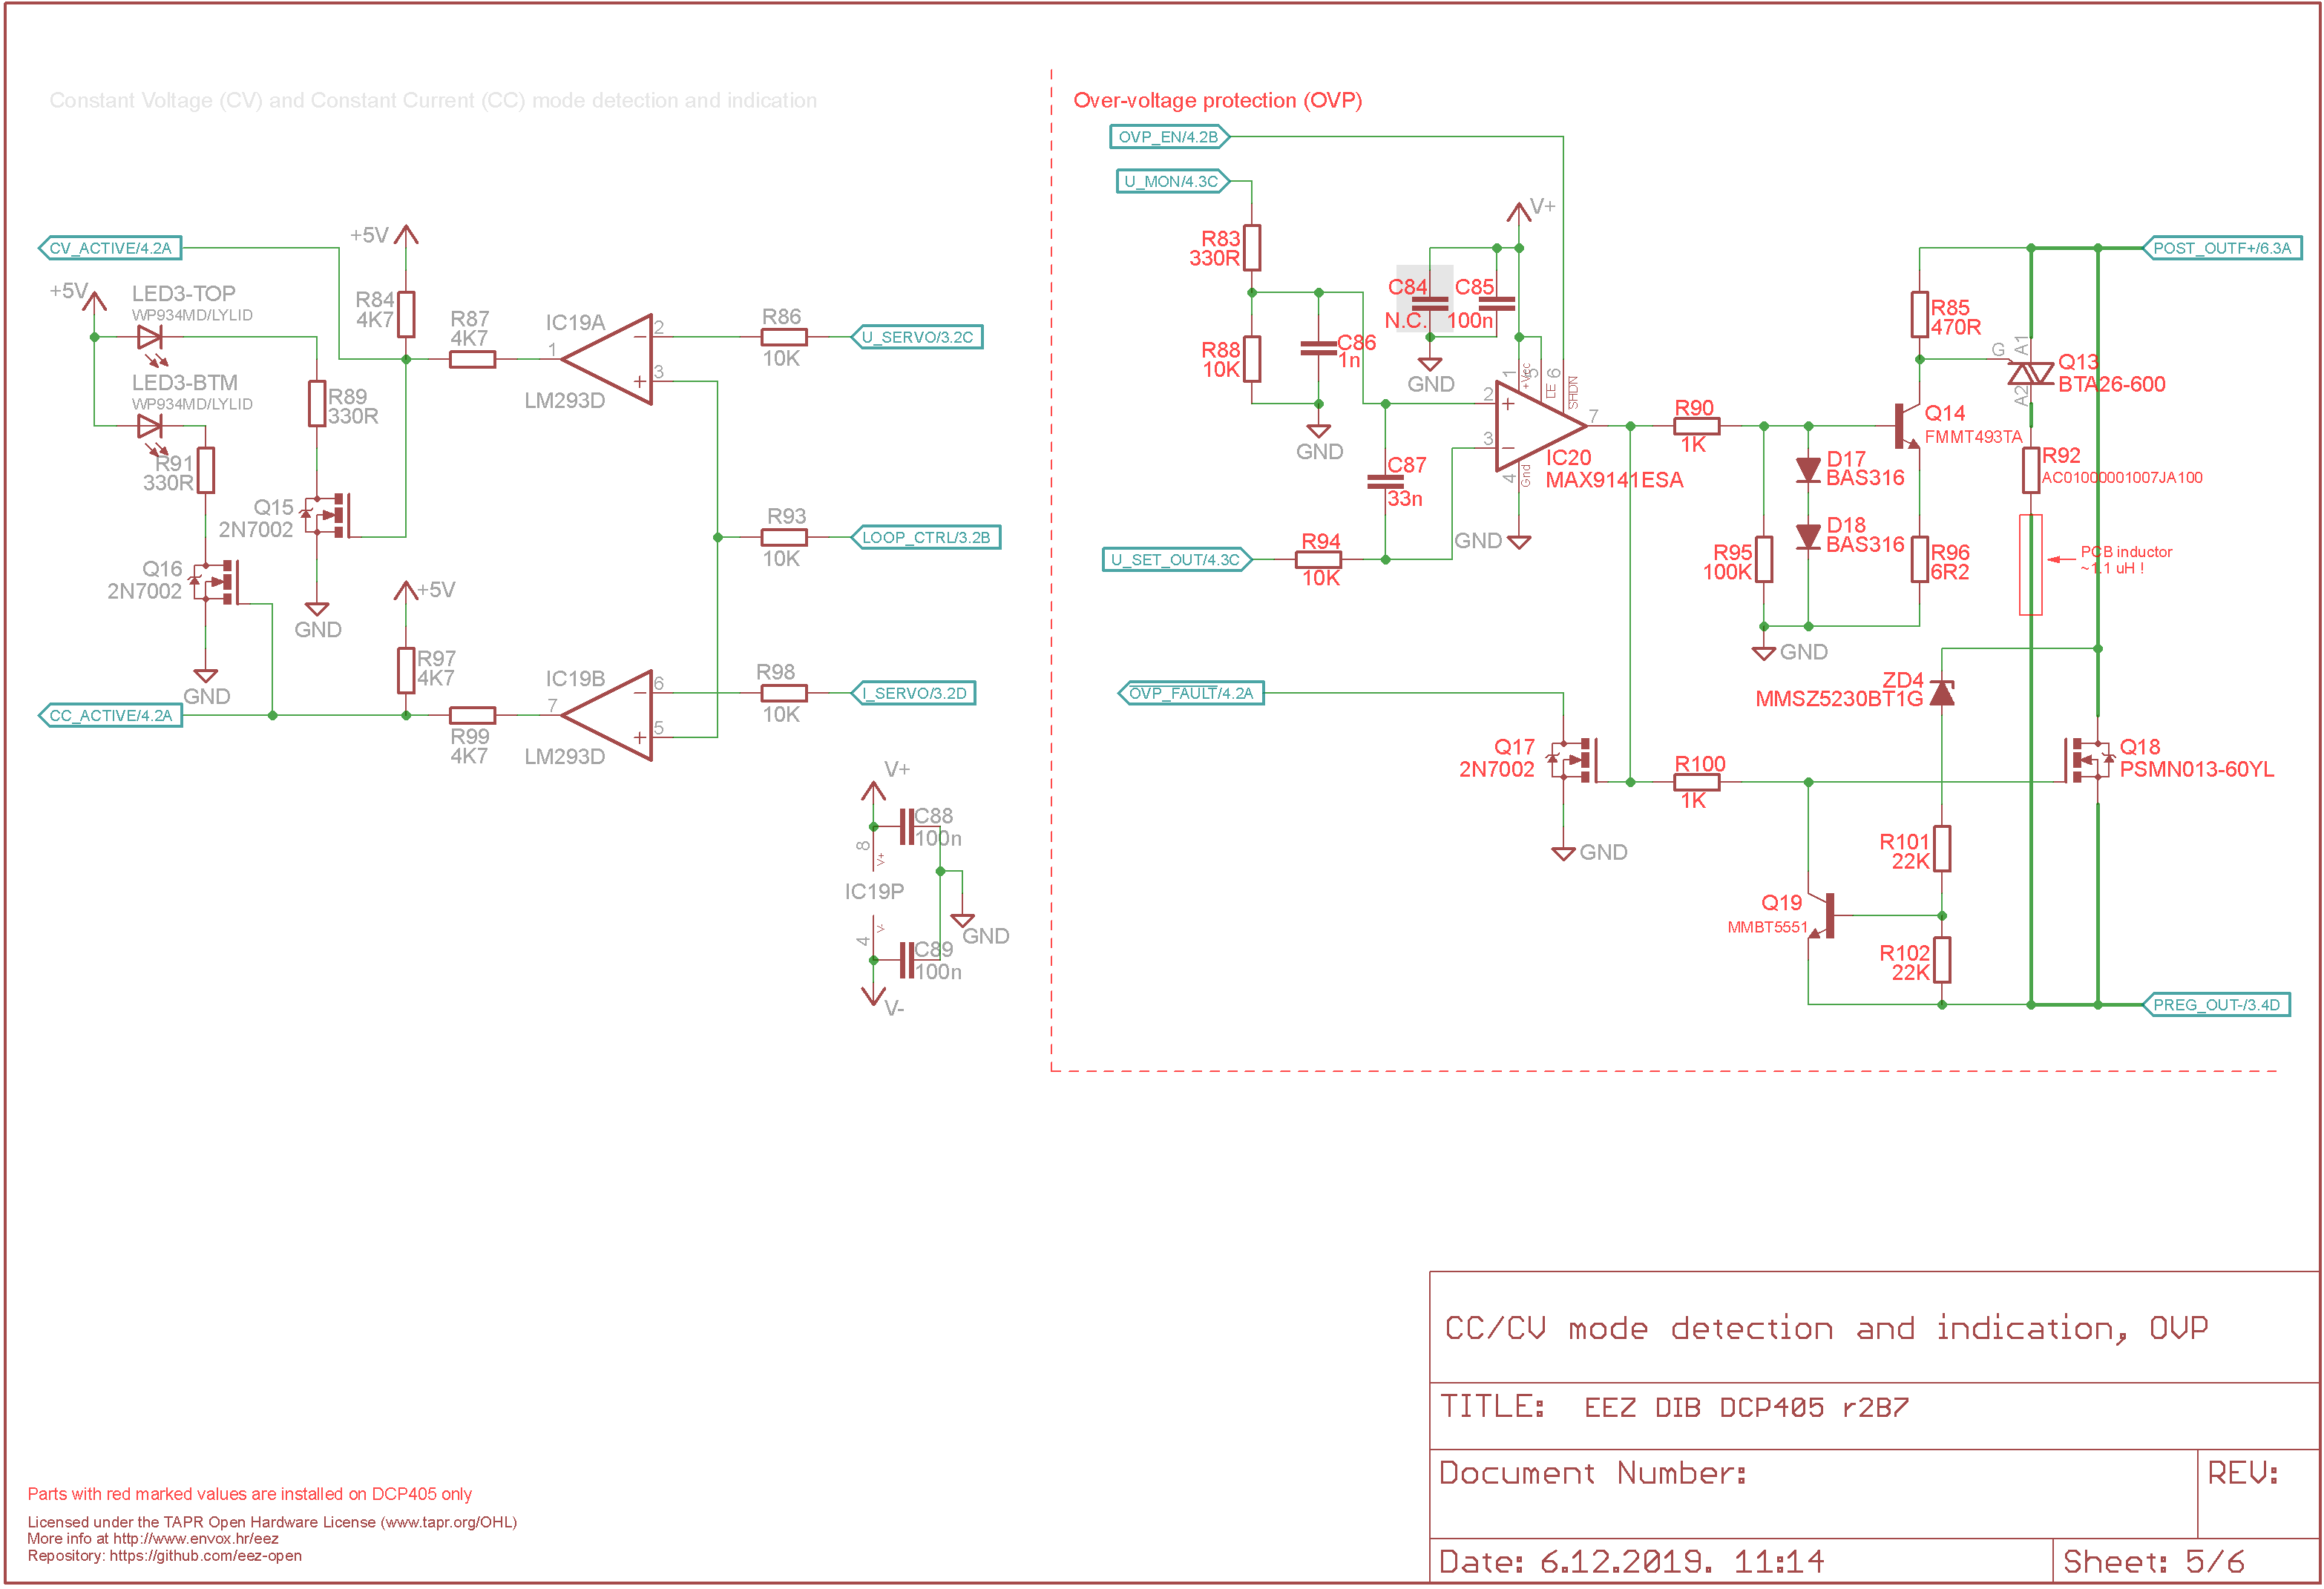 Constant Voltage (CV) and Constant Current (CC) mode detection and indication
CV_ACTIVE/4.2A
+5V
+5V
LED3-TOP
WP934MD/LYLID
R84
4K7
R87
4K7
IC19A
1
2
3
LM293D
R86
10K
U_SERVO/3.2C
LED3-BTM
WP934MD/LYLID
R89
330R
R91
330R
Q15
2N7002
Q16
2N7002
GND
GND
R93
10K
LOOP_CTRL/3.2B
+5V
R97
4K7
CC_ACTIVE/4.2A
R99
4K7
IC19B
7
6
5
LM293D
R98
10K
I_SERVO/3.2D
V+
C88
100n
8
V+
IC19P
GND
4
V-
C89
100n
V-
Over-voltage protection (OVP)
OVP_EN/4.2B
U_MON/4.3C
R83
330R
V+
C84
N.C.
C85
100n
GND
R88
10K
C86
1n
GND
C87
33n
1
+Vcc
5
LE
6
SHDN
2
3
7
4
Gnd
IC20
MAX9141ESA
GND
U_SET_OUT/4.3C
R94
10K
R90
1K
D17
BAS316
D18
BAS316
R95
100K
GND
R85
470R
Q14
FMMT493TA
R96
6R2
G
A1
A2
Q13
BTA26-600
R92
AC01000001007JA100
PCB inductor
~1.1 uH !
POST_OUTF+/6.3A
OVP_FAULT/4.2A
Q17
2N7002
GND
R100
1K
ZD4
MMSZ5230BT1G
Q18
PSMN013-60YL
R101
22K
Q19
MMBT5551
R102
22K
PREG_OUT-/3.4D
CC/CV mode detection and indication, OVP
TITLE: EEZ DIB DCP405 r2B7
Document Number:
REV:
Date: 6.12.2019. 11:14
Sheet: 5/6
Parts with red marked values are installed on DCP405 only
Licensed under the TAPR Open Hardware License (www.tapr.org/OHL)
More info at http://www.envox.hr/eez
Repository: https://github.com/eez-open